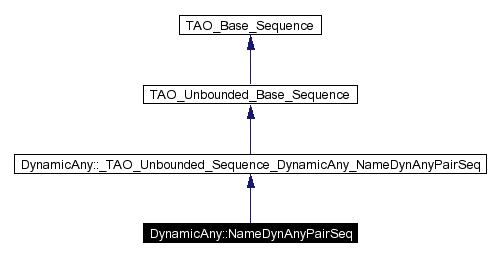 TAO_Base_Sequence
TAO_Unbounded_Base_Sequence
DynamicAny::_TAO_Unbounded_Sequence_DynamicAny_NameDynAnyPairSeq
DynamicAny::NameDynAnyPairSeq